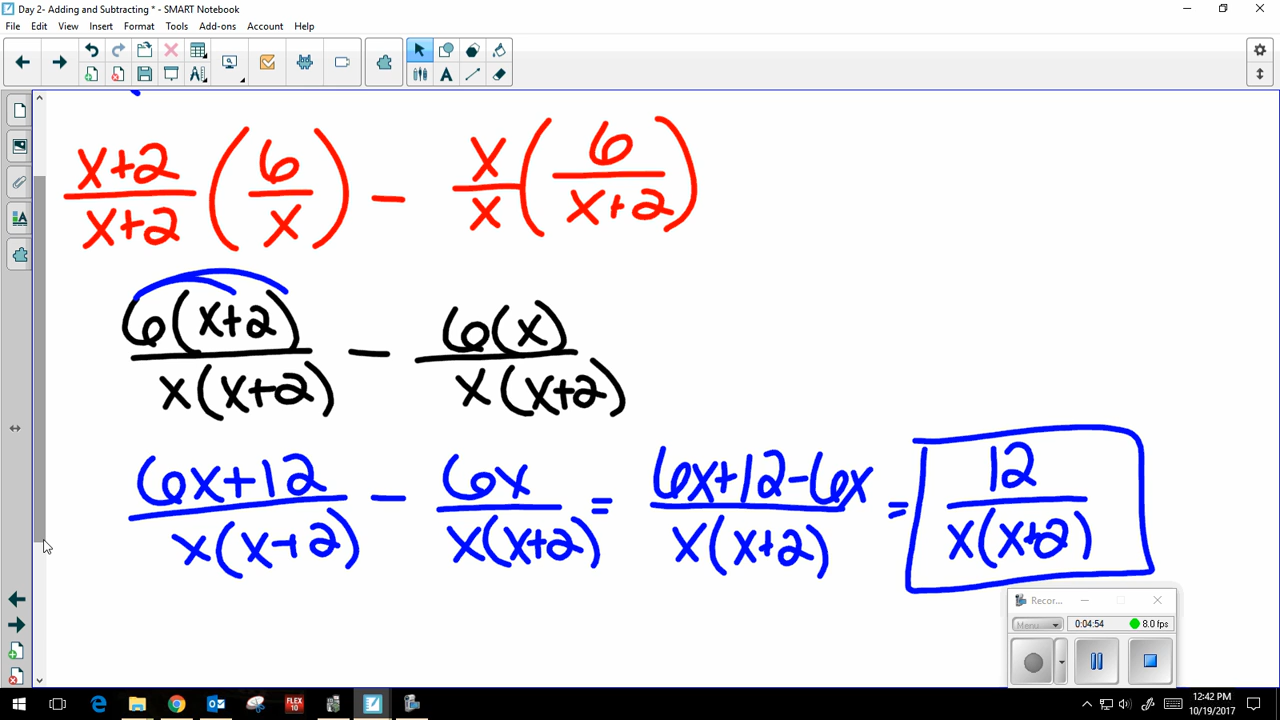 Day 2- Adding and Subtracting * - SMART Notebook
File Edit View Insert Format Tools Add-ons Account Help
x+2/x+2 (6/x) - x/x (6/x+2)
6(x+2)/x(x+2) - 6(x)/x(x+2)
6x+12/x(x+2) - 6x/x(x+2) = 6x+12-6x/x(x+2) = 12/x(x+2)
Recor...
Menu 0:04:54 8.0 fps
FLEX 10
12:42 PM
10/19/2017